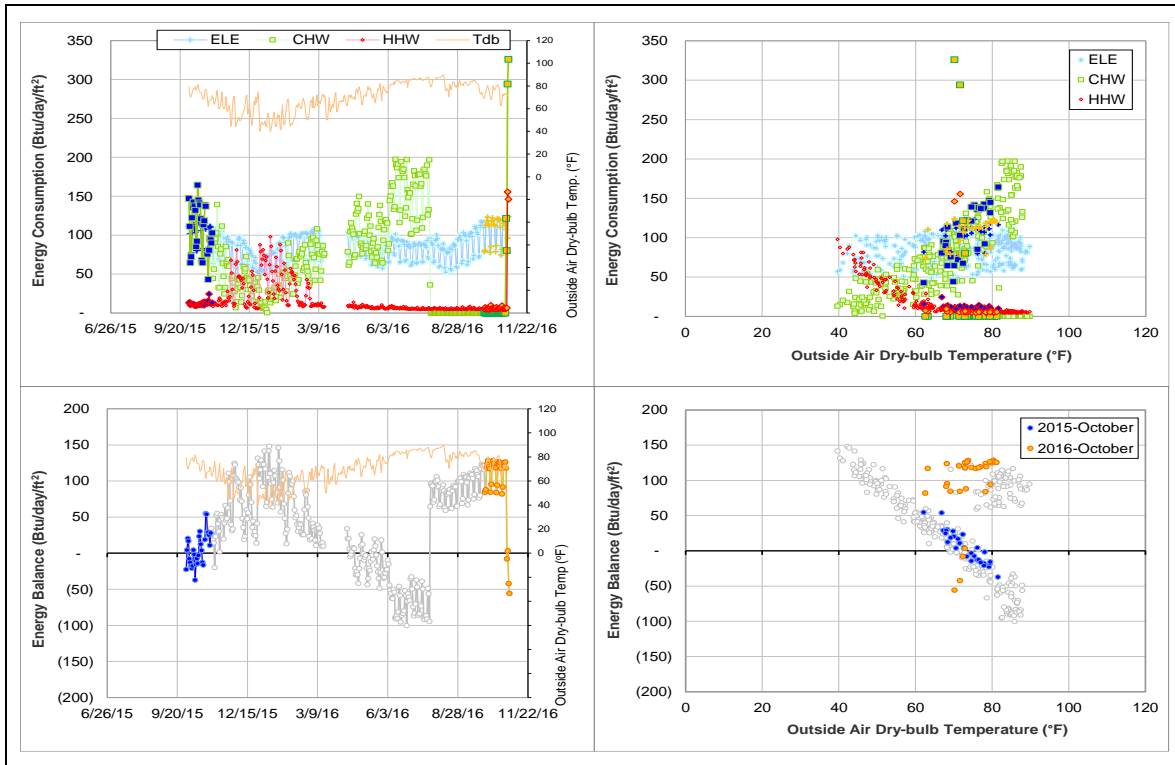 ELE CHW HHW Tdb
Energy Consumption (Btu/day/ft²)
350
300
250
200
150
100
50
-
120
100
80
60
40
20
0
Outside Air Dry-bulb Temp. (°F)
6/26/15 9/20/15 12/15/15 3/9/16 6/3/16 8/28/16 11/22/16
ELE
CHW
HHW
Energy Consumption (Btu/day/ft²)
350
300
250
200
150
100
50
-
0 20 40 60 80 100 120
Outside Air Dry-bulb Temperature (°F)
Energy Balance (Btu/day/ft²)
200
150
100
50
-
(50)
(100)
(150)
(200)
120
100
80
60
40
20
0
Outside Air Dry-bulb Temp (°F)
6/26/15 9/20/15 12/15/15 3/9/16 6/3/16 8/28/16 11/22/16
2015-October
2016-October
Energy Balance (Btu/day/ft²)
200
150
100
50
-
(50)
(100)
(150)
(200)
0 20 40 60 80 100 120
Outside Air Dry-bulb Temperature (°F)